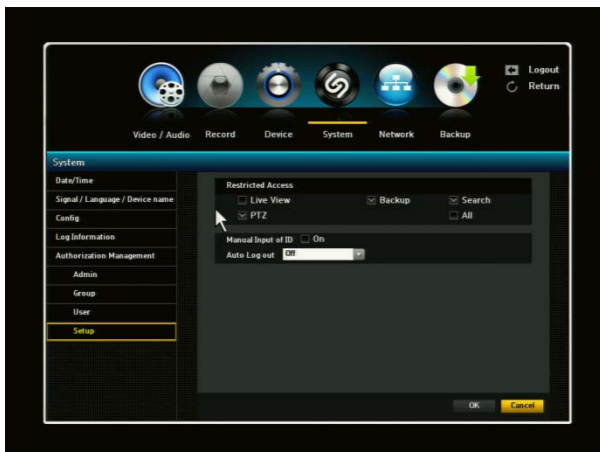 Logout
Return
Video / Audio Record Device System Network Backup
System
Date/Time
Signal / Language / Device name
Config
Log Information
Authorization Management
Admin
Group
User
Setup
Restricted Access
Live View Backup Search
PTZ All
Manual Input of ID On
Auto Log out Off
OK Cancel